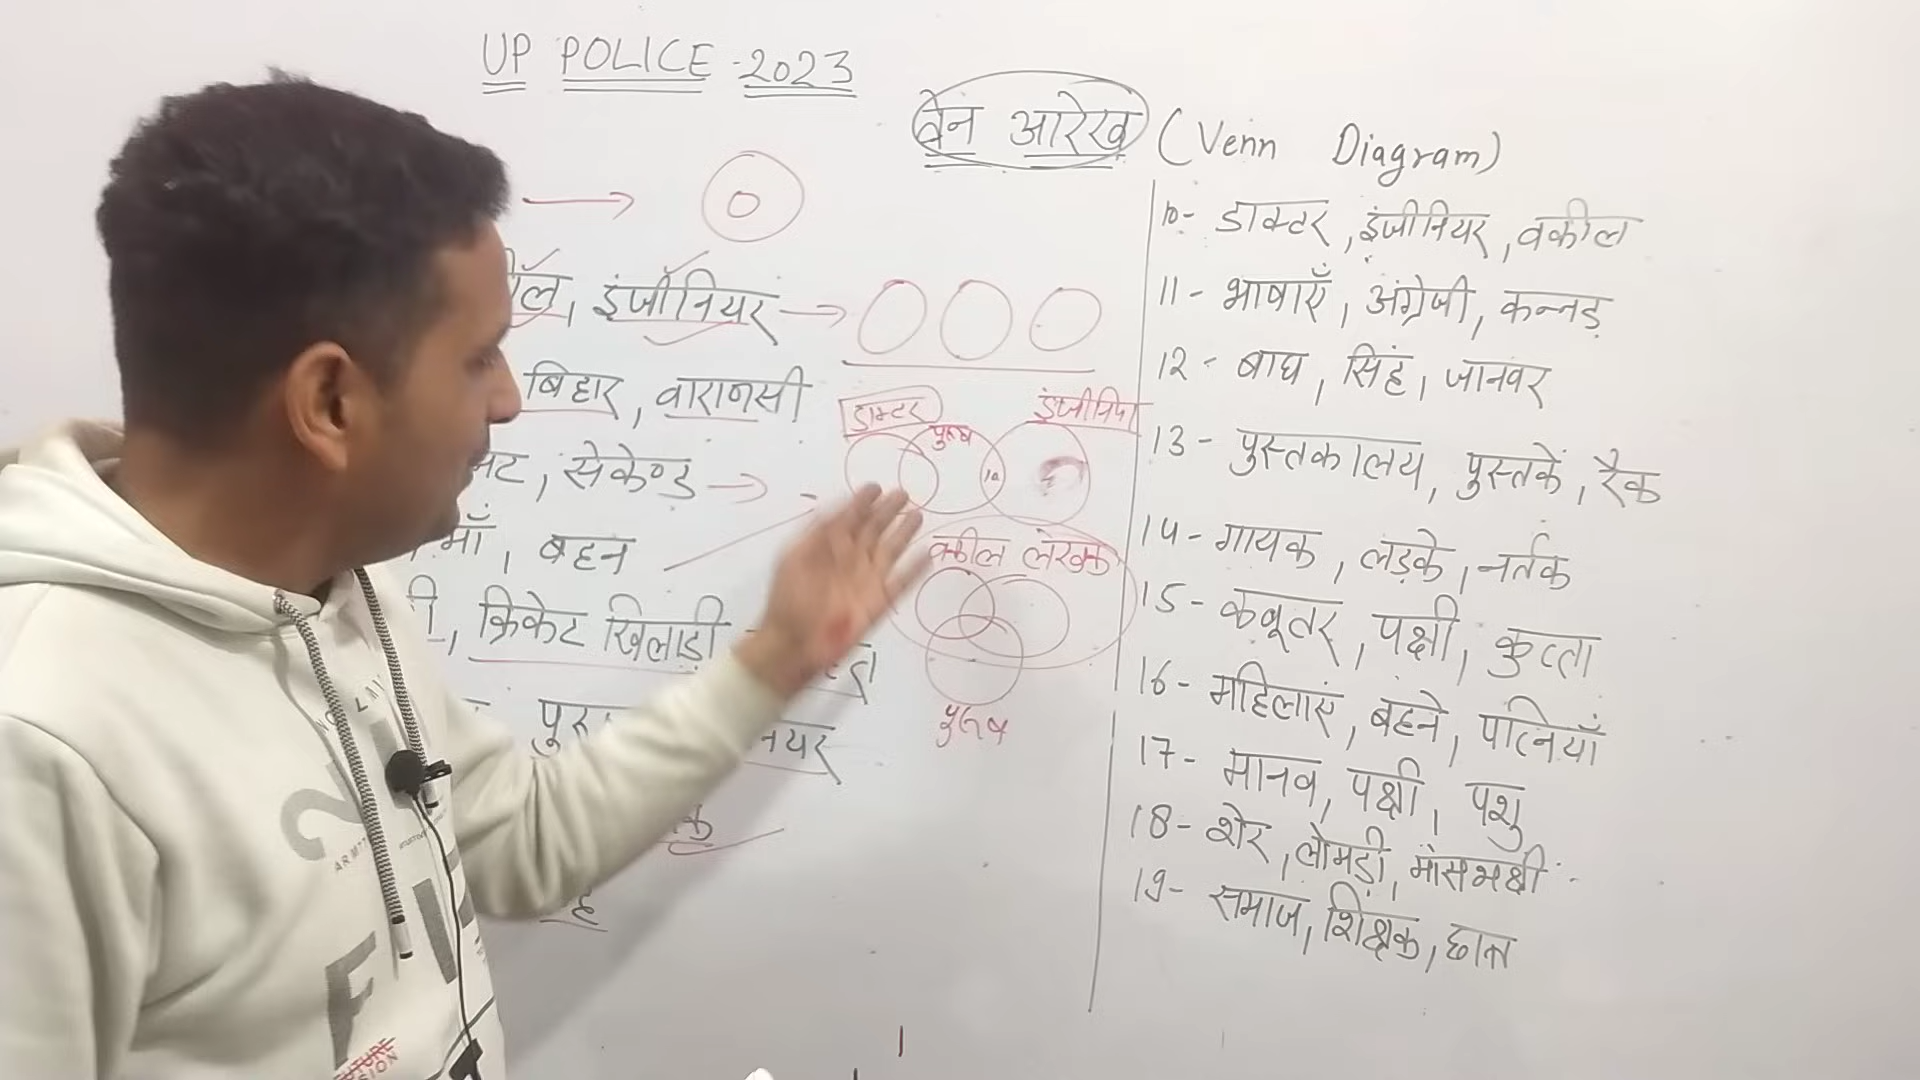 UP POLICE-2023
वेन आरेख (Venn Diagram)
इंजीनियर
बिहार, वाराणसी
सेकेण्ड
माँ, बहन
क्रिकेट खिलाड़ी
डाक्टर
पुरुष
वकील लेखक
पुरुष
10- डाक्टर, इंजीनियर, वकील
11- भाषाएँ, अंग्रेजी, कन्नड़
12- बाघ, सिंह, जानवर
13- पुस्तकालय, पुस्तकें, रैक
14- गायक, लड़के, नर्तक
15- कबूतर, पक्षी, कुत्ता
16- महिलाएं, बहने, पत्नियाँ
17- मानव, पक्षी, पशु
18- शेर, लोमड़ी, मांसभक्षी
19- समाज, शिक्षक, छात्र